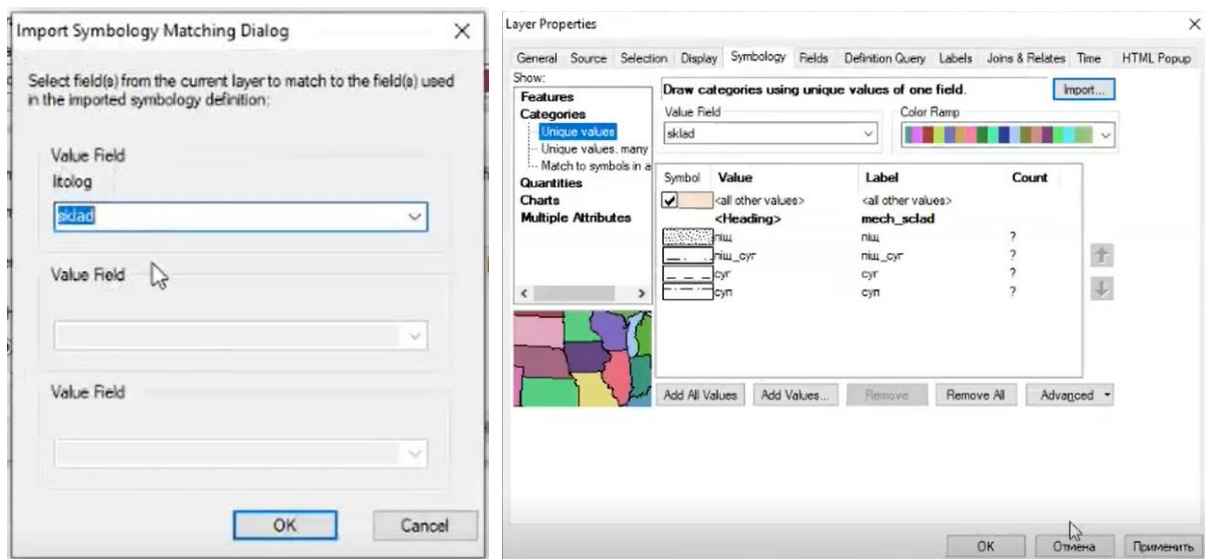 Import Symbology Matching Dialog
Select field(s) from the current layer to match to the field(s) used
in the imported symbology definition:
Value Field
ltolog
sklad
Value Field
Value Field
OK Cancel
Layer Properties
General Source Selection Display Symbology Fields Definition Query Labels Joins & Relates Time HTML Popup
Show:
Features
Categories
Unique values
Unique values, many
Match to symbols in a
Quantities
Charts
Multiple Attributes
Draw categories using unique values of one field.
Import...
Value Field Color Ramp
sklad
Symbol Value Label Count
<all other values> <all other values>
<Heading> mech_sclad
піщ піщ ?
піщ_суг піщ_суг ?
суг суг ?
суп суп ?
Add All Values Add Values... Remove Remove All Advanced
OK Отмена Применить